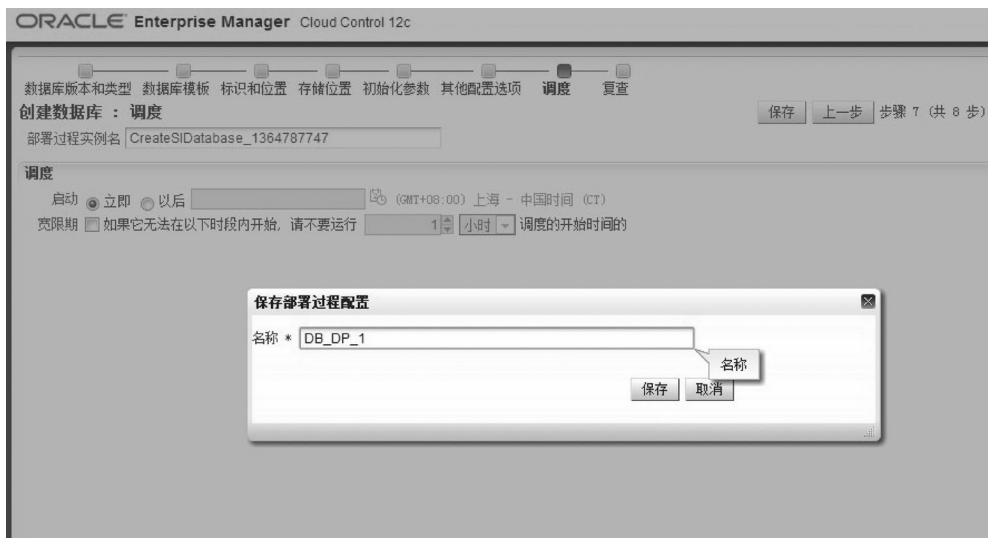 ORACLE Enterprise Manager Cloud Control 12c
数据库版本和类型 数据库模板 标识和位置 存储位置 初始化参数 其他配置选项 调度 复查
创建数据库 : 调度
保存 上一步 步骤 7 (共 8 步)
部署过程实例名 CreateSIDatabase_1364787747
调度
启动 立即 以后 (GMT+08:00) 上海 - 中国时间 (CT)
宽限期 如果它无法在以下时段内开始, 请不要运行 1 小时 调度的开始时间的
保存部署过程配置
名称 * DB_DP_1
名称
保存 取消